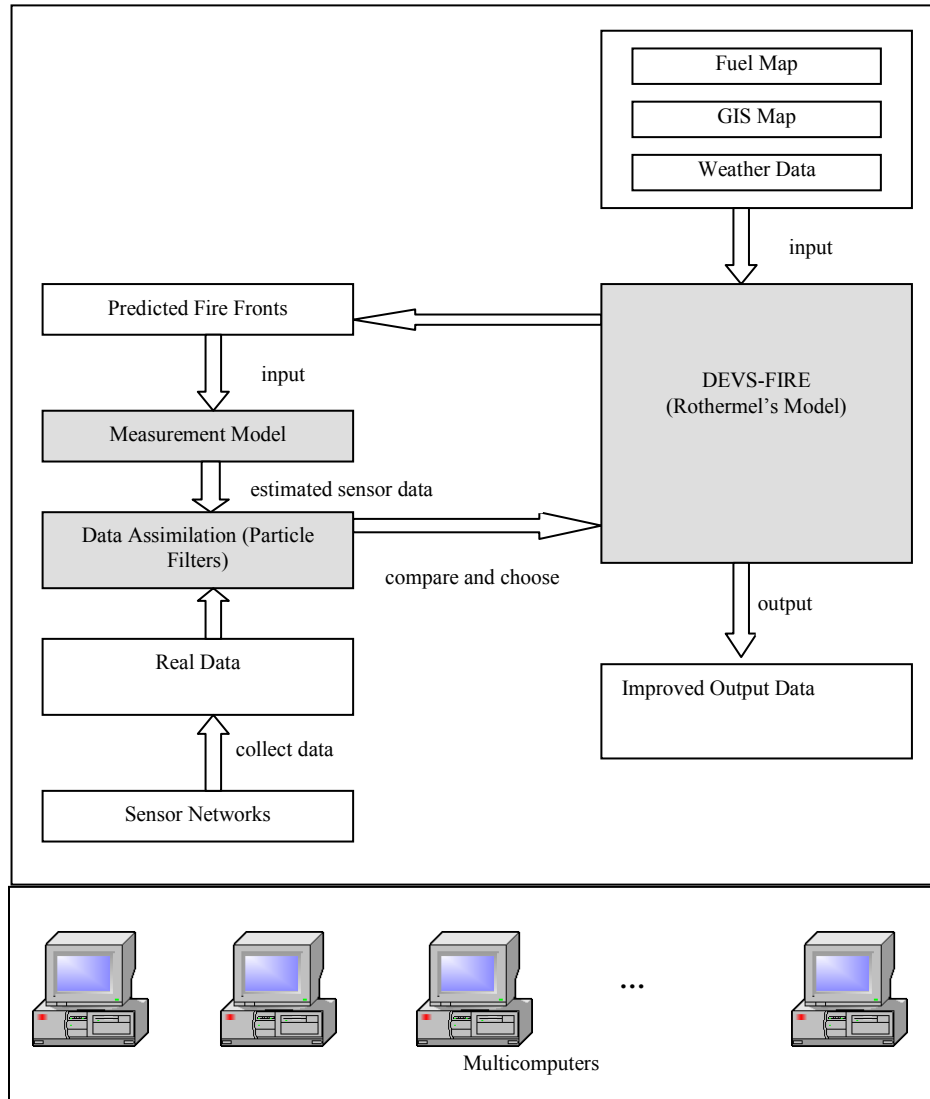 Fuel Map
GIS Map
Weather Data
input
Predicted Fire Fronts
input
DEVS-FIRE
(Rothermel's Model)
Measurement Model
estimated sensor data
Data Assimilation (Particle
Filters)
compare and choose
output
Real Data
Improved Output Data
collect data
Sensor Networks
...
Multicomputers